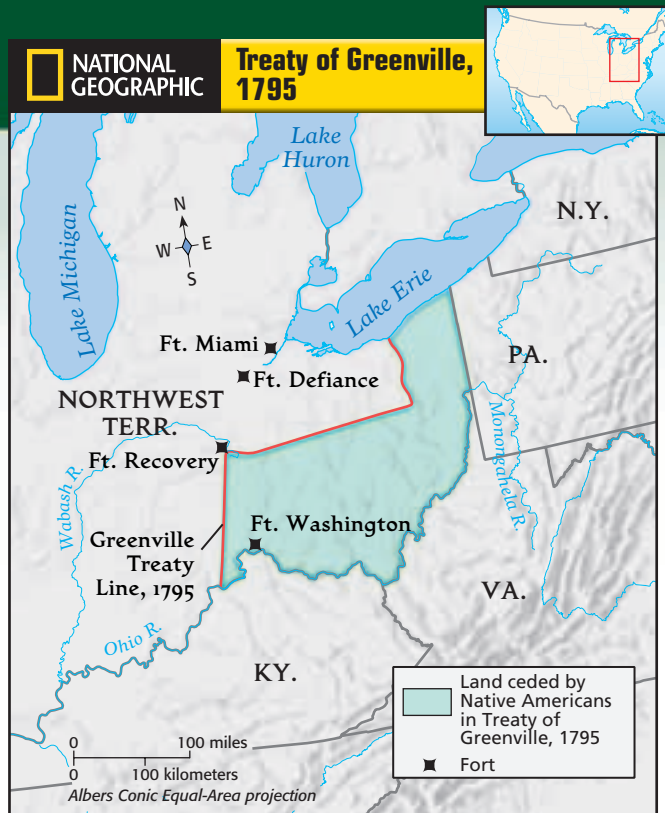 NATIONAL
GEOGRAPHIC
Treaty of Greenville,
1795
Lake
Huron
Lake Michigan
N
W E
S
N.Y.
Lake Erie
Ft. Miami
Ft. Defiance
PA.
NORTHWEST
TERR.
Ft. Recovery
Monongahela R.
Wabash R.
Ft. Washington
Greenville
Treaty
Line, 1795
VA.
Ohio R.
KY.
Land ceded by
Native Americans
in Treaty of
Greenville, 1795
Fort
0 100 miles
0 100 kilometers
Albers Conic Equal-Area projection